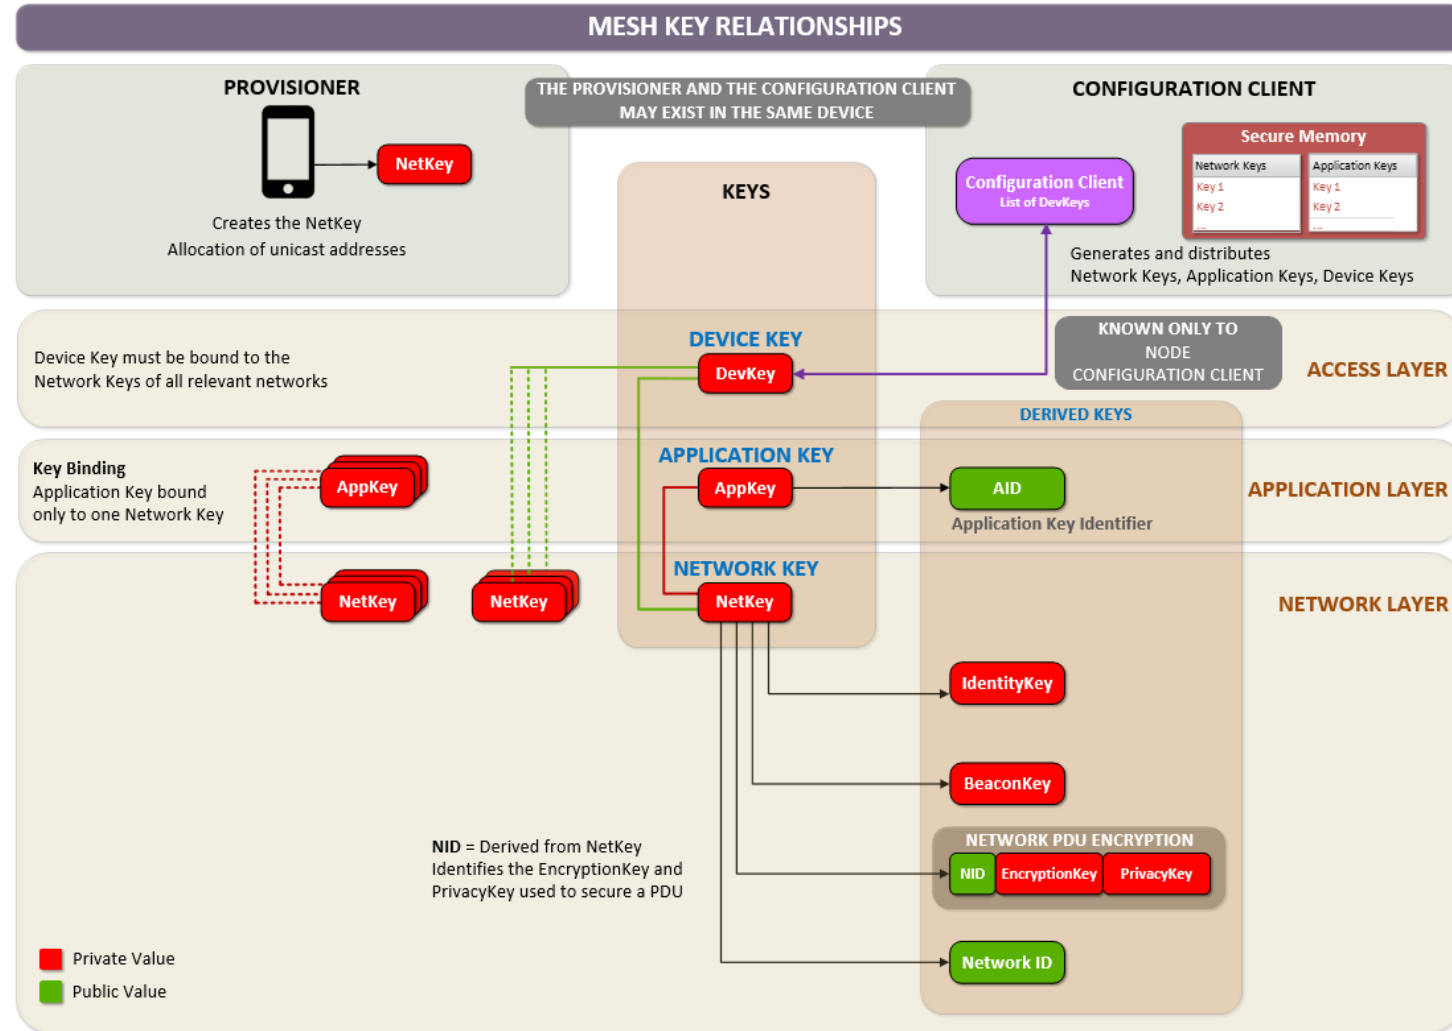 MESH KEY RELATIONSHIPS
PROVISIONER
NetKey
Creates the NetKey
Allocation of unicast addresses
THE PROVISIONER AND THE CONFIGURATION CLIENT
MAY EXIST IN THE SAME DEVICE
CONFIGURATION CLIENT
Configuration Client
List of DevKeys
Secure Memory
Network Keys
Key 1
Key 2
...
Application Keys
Key 1
Key 2
...
Generates and distributes
Network Keys, Application Keys, Device Keys
KEYS
Device Key must be bound to the
Network Keys of all relevant networks
DEVICE KEY
DevKey
KNOWN ONLY TO
NODE
CONFIGURATION CLIENT
ACCESS LAYER
DERIVED KEYS
Key Binding
Application Key bound
only to one Network Key
AppKey
APPLICATION KEY
AppKey
AID
Application Key Identifier
APPLICATION LAYER
NetKey
NetKey
NETWORK KEY
NetKey
NETWORK LAYER
IdentityKey
BeaconKey
NID = Derived from NetKey
Identifies the EncryptionKey and
PrivacyKey used to secure a PDU
NETWORK PDU ENCRYPTION
NID
EncryptionKey
PrivacyKey
Network ID
Private Value
Public Value